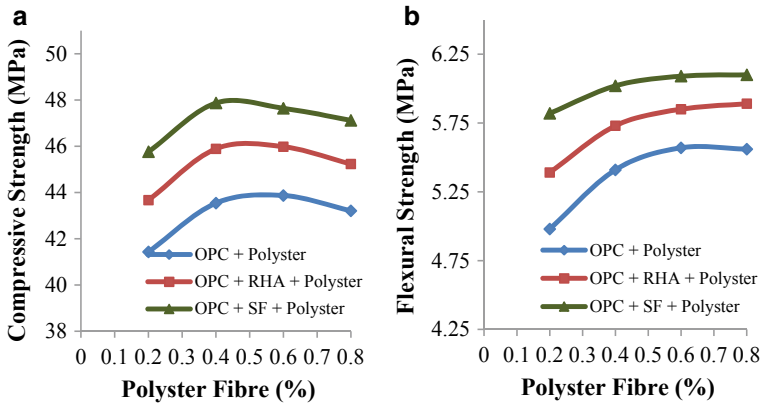 a
Compressive Strength (MPa)
50
48
46
44
42
40
38
OPC + Polyster
OPC + RHA + Polyster
OPC + SF + Polyster
0 0.1 0.2 0.3 0.4 0.5 0.6 0.7 0.8
Polyster Fibre (%)
b
Flexural Strength (MPa)
6.25
5.75
5.25
4.75
4.25
OPC + Polyster
OPC + RHA + Polyster
OPC + SF + Polyster
0 0.1 0.2 0.3 0.4 0.5 0.6 0.7 0.8
Polyster Fibre (%)